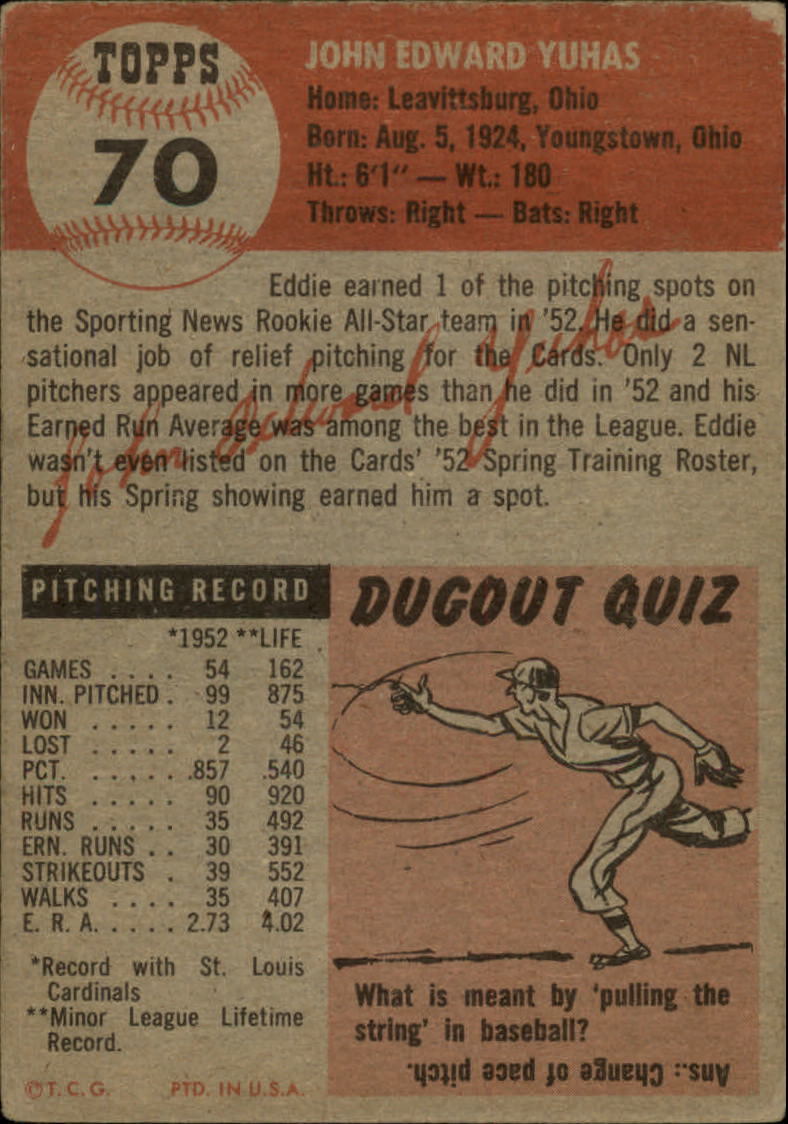 TOPPS
70
JOHN EDWARD YUHAS
Home: Leavittsburg, Ohio
Born: Aug. 5, 1924, Youngstown, Ohio
Ht.: 6'1" — Wt.: 180
Throws: Right — Bats: Right
Eddie earned 1 of the pitching spots on
the Sporting News Rookie All-Star team in '52. He did a sen-
sational job of relief pitching for the Cards. Only 2 NL
pitchers appeared in more games than he did in '52 and his
Earned Run Average was among the best in the League. Eddie
wasn't even listed on the Cards' '52 Spring Training Roster,
but his Spring showing earned him a spot.
John Edward Yuhas
PITCHING RECORD
*1952 **LIFE
GAMES . . . . 54 162
INN. PITCHED . 99 875
WON . . . . . 12 54
LOST . . . . . 2 46
PCT. . . . . . .857 .540
HITS . . . . . 90 920
RUNS . . . . . 35 492
ERN. RUNS . . 30 391
STRIKEOUTS . 39 552
WALKS . . . . 35 407
E. R. A. . . . . 2.73 4.02
*Record with St. Louis
Cardinals
**Minor League Lifetime
Record.
©T. C. G. PTD. IN U.S.A.
DUGOUT QUIZ
What is meant by 'pulling the
string' in baseball?
Ans.: Change of pace pitch.